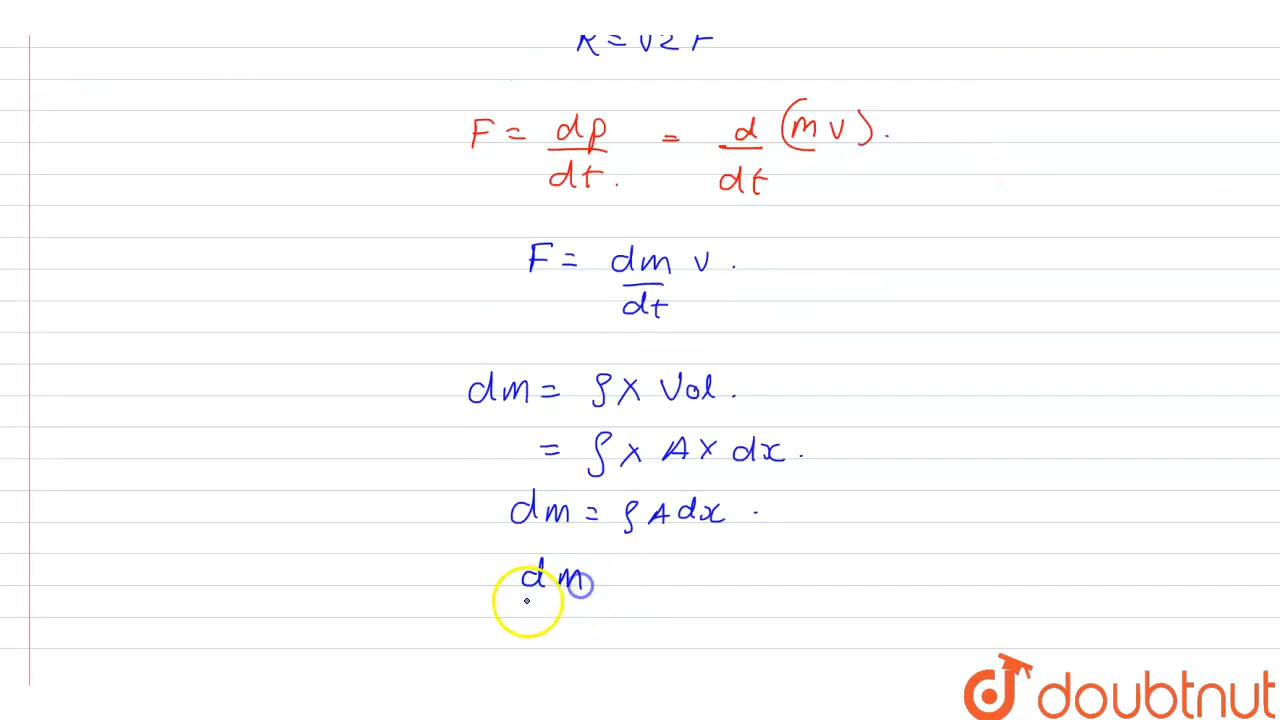 F = dp/dt. = d/dt (mv).
F = dm/dt v.
dm = ρ × Vol.
= ρ × A × dx.
dm = ρ A dx.
dm
doubtnut